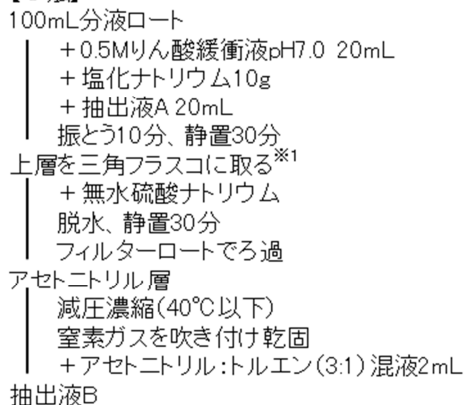 100mL分液ロート
+0.5Mりん酸緩衝液pH7.0 20mL
+塩化ナトリウム10g
+抽出液A 20mL
振とう10分、静置30分
上層を三角フラスコに取る※1
+無水硫酸ナトリウム
脱水、静置30分
フィルターロートでろ過
アセトニトリル層
減圧濃縮(40℃以下)
窒素ガスを吹き付け乾固
+アセトニトリル:トルエン(3:1)混液2mL
抽出液B